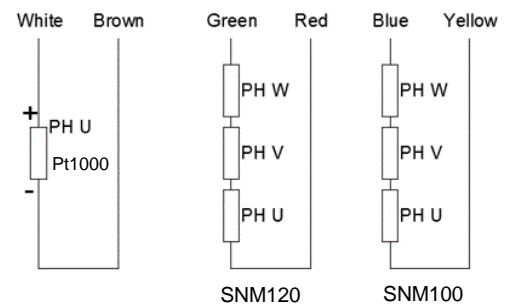 White Brown Green Red Blue Yellow
PH W PH W
+
PH U
PH V PH V
Pt1000
-
PH U PH U
SNM120 SNM100